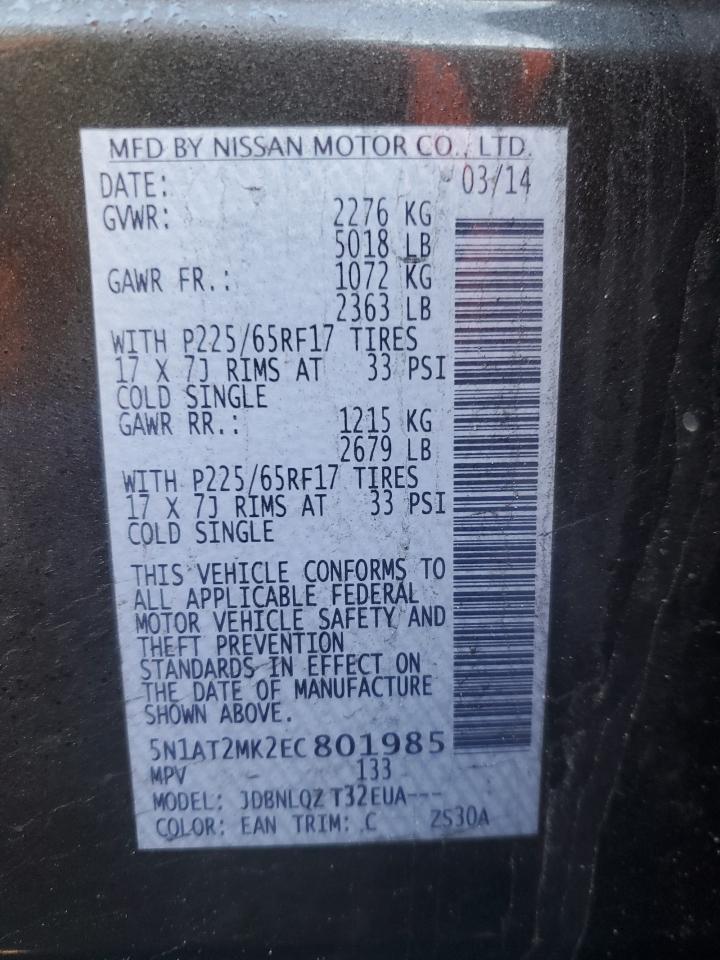 MFD BY NISSAN MOTOR CO., LTD.
DATE: 03/14
GVWR: 2276 KG
5018 LB
GAWR FR.: 1072 KG
2363 LB
WITH P225/65RF17 TIRES
17 X 7J RIMS AT 33 PSI
COLD SINGLE
GAWR RR.: 1215 KG
2679 LB
WITH P225/65RF17 TIRES
17 X 7J RIMS AT 33 PSI
COLD SINGLE
THIS VEHICLE CONFORMS TO
ALL APPLICABLE FEDERAL
MOTOR VEHICLE SAFETY AND
THEFT PREVENTION
STANDARDS IN EFFECT ON
THE DATE OF MANUFACTURE
SHOWN ABOVE.
5N1AT2MK2EC801985
MPV - 133
MODEL: JDBNLQZ T32EUA---
COLOR: EAN TRIM: C ZS30A